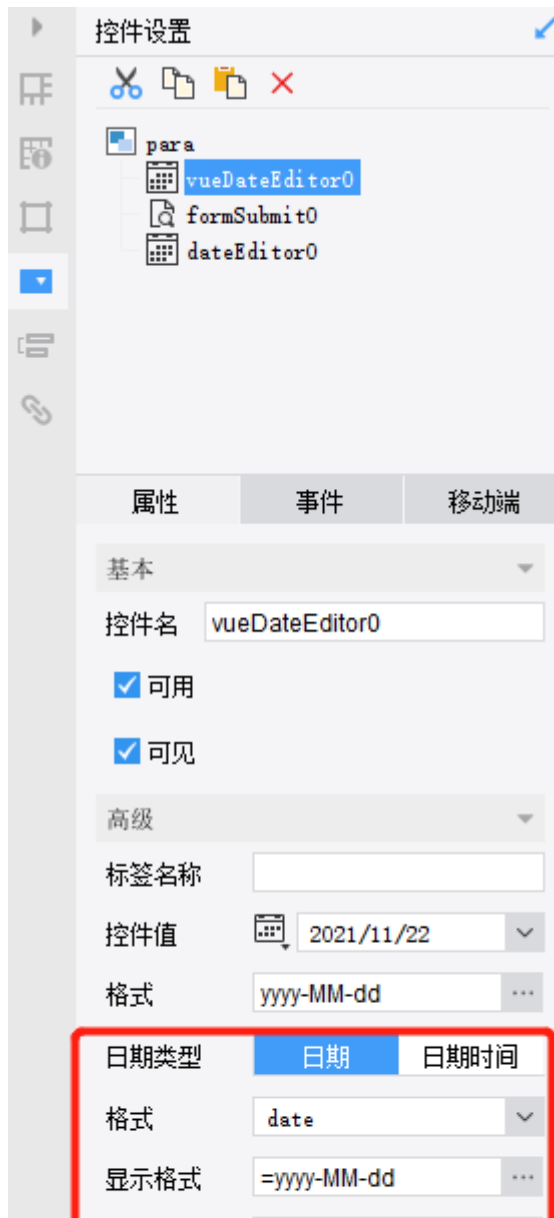 控件设置
para
vueDateEditor0
formSubmit0
dateEditor0
属性 事件 移动端
基本
控件名 vueDateEditor0
可用
可见
高级
标签名称
控件值 2021/11/22
格式 yyyy-MM-dd ...
日期类型 日期 日期时间
格式 date
显示格式 =yyyy-MM-dd ...